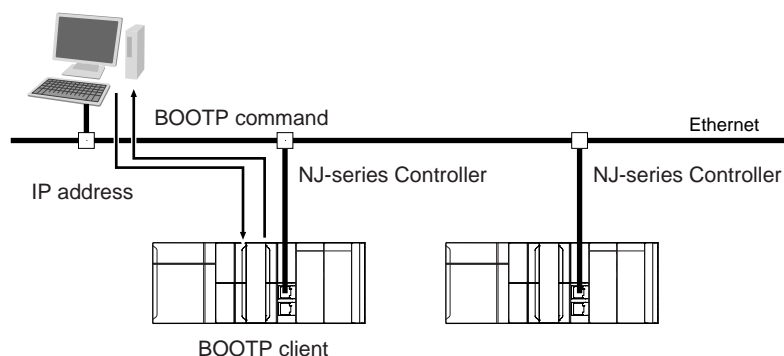 BOOTP command
Ethernet
IP address
NJ-series Controller
NJ-series Controller
BOOTP client